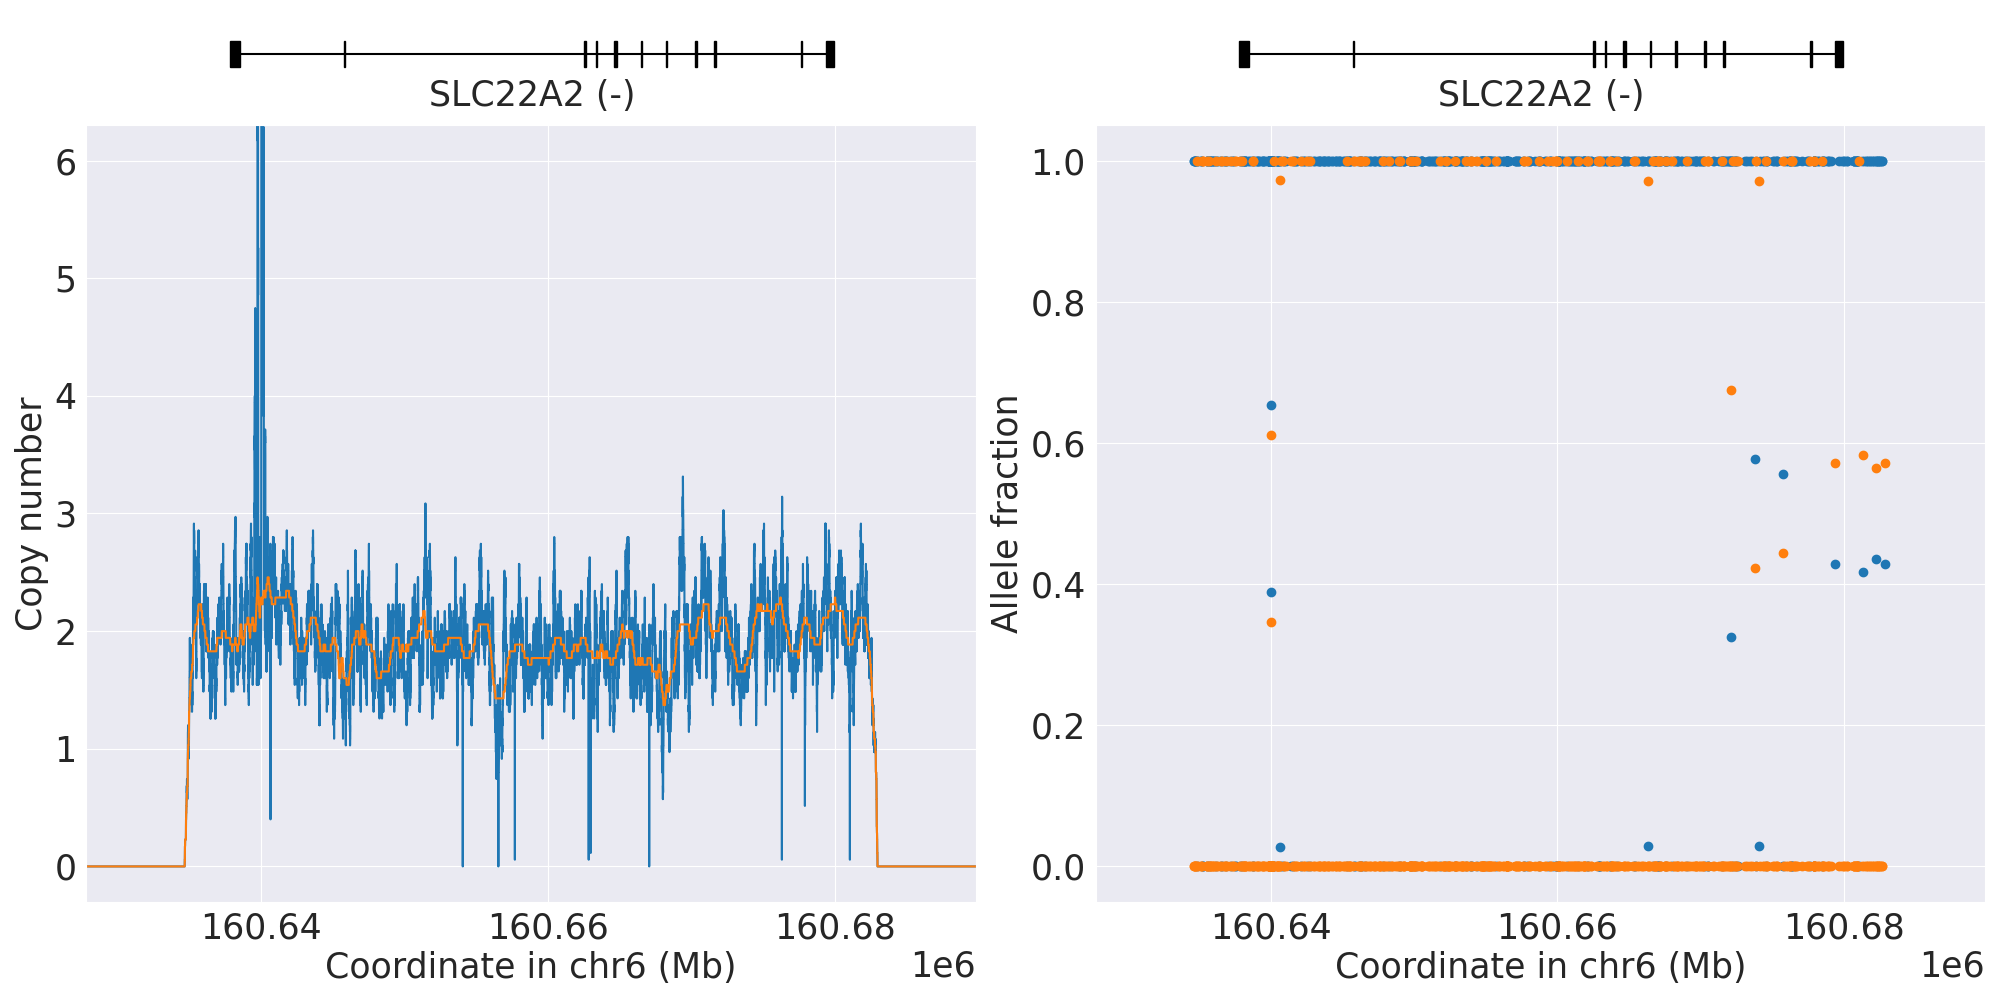 SLC22A2 (-)
6
5
4
3
2
1
0
Copy number
160.64
160.66
160.68
Coordinate in chr6 (Mb)
1e6
SLC22A2 (-)
1.0
0.8
0.6
0.4
0.2
0.0
Allele fraction
160.64
160.66
160.68
Coordinate in chr6 (Mb)
1e6